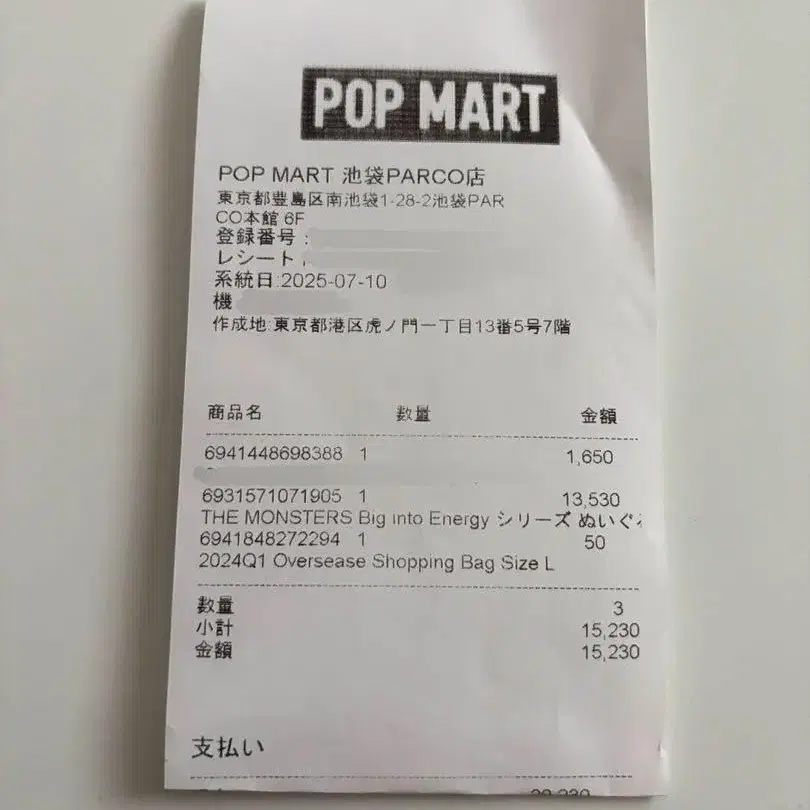 POP MART
POP MART 池袋PARCO店
東京都豊島区南池袋1-28-2池袋PAR
CO本館 6F
登録番号:
レシート
系統日:2025-07-10
機
作成地:東京都港区虎ノ門一丁目13番5号7階
商品名 数量 金額
6941448698388 1 1,650
6931571071905 1 13,530
THE MONSTERS Big into Energy シリーズ ぬいぐ
6941848272294 1 50
2024Q1 Oversease Shopping Bag Size L
数量 3
小計 15,230
金額 15,230
支払い